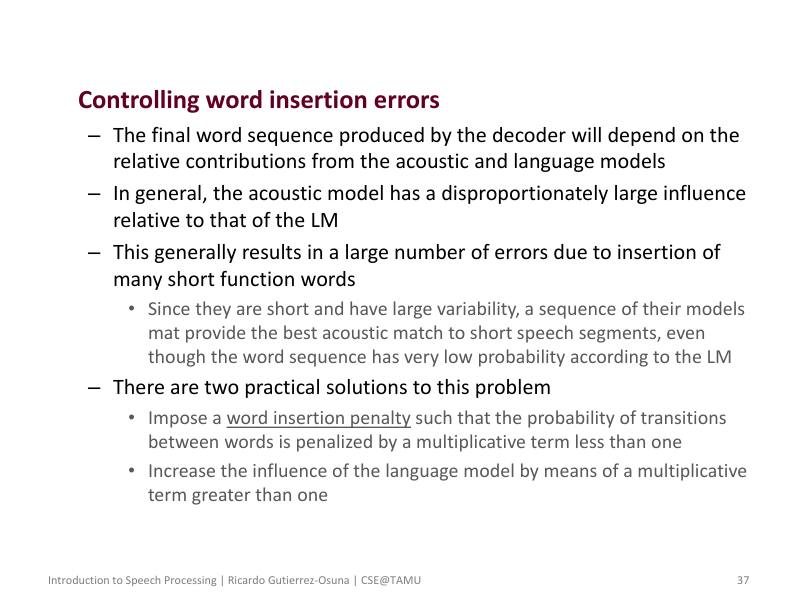 Controlling word insertion errors
– The final word sequence produced by the decoder will depend on the
relative contributions from the acoustic and language models
– In general, the acoustic model has a disproportionately large influence
relative to that of the LM
– This generally results in a large number of errors due to insertion of
many short function words
• Since they are short and have large variability, a sequence of their models
mat provide the best acoustic match to short speech segments, even
though the word sequence has very low probability according to the LM
– There are two practical solutions to this problem
• Impose a word insertion penalty such that the probability of transitions
between words is penalized by a multiplicative term less than one
• Increase the influence of the language model by means of a multiplicative
term greater than one
Introduction to Speech Processing | Ricardo Gutierrez-Osuna | CSE@TAMU 37